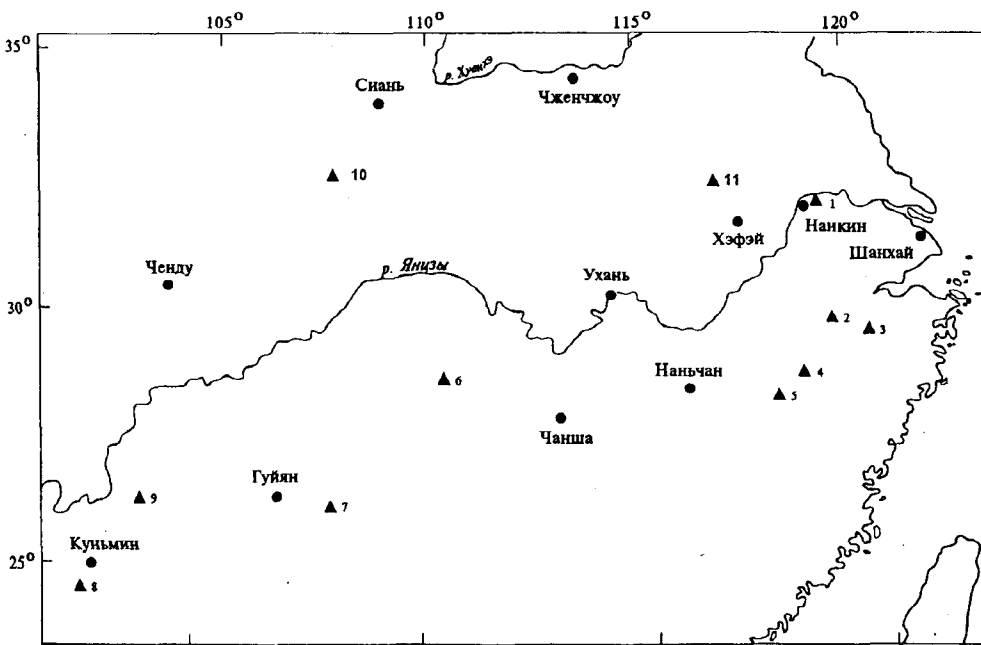 105° 110° 115° 120°
35°
р. Хуанхэ
Сиань
Чженчжоу
10
11
1
Нанкин
Хэфэй
Шанхай
р. Янцзы
Ченду
Ухань
30°
2
3
Наньчан
4
6
5
Чанша
Гуйян
9
7
Куньмин
25°
8